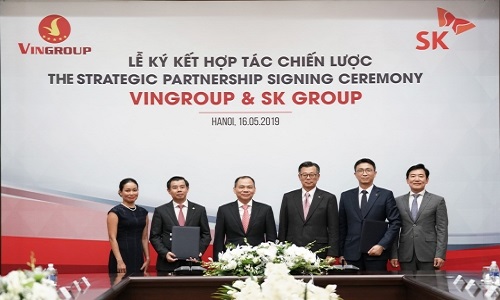 VINGROUP
SK
LỄ KÝ KẾT HỢP TÁC CHIẾN LƯỢC
THE STRATEGIC PARTNERSHIP SIGNING CEREMONY
VINGROUP & SK GROUP
HANOI, 16.05.2019